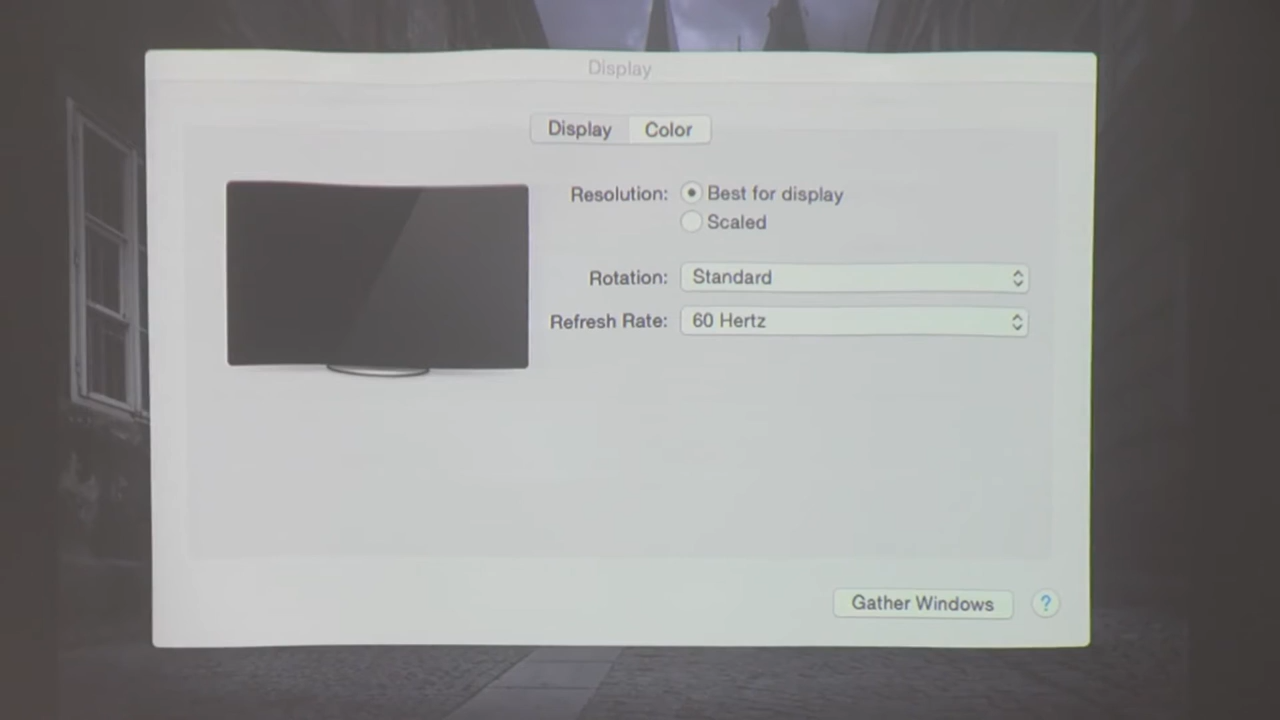 Display
Display Color
Resolution: Best for display
Scaled
Rotation: Standard
Refresh Rate: 60 Hertz
Gather Windows ?